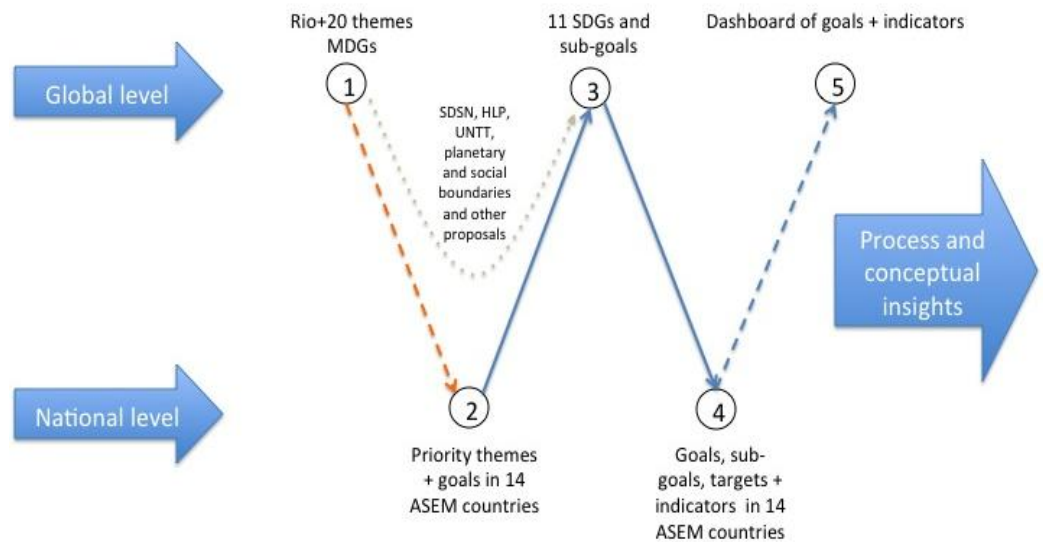 Rio+20 themes
MDGs
11 SDGs and
sub-goals
Dashboard of goals + indicators
Global level
1
3
5
SDSN, HLP,
UNTT,
planetary
and social
boundaries
and other
proposals
Process and
conceptual
insights
National level
2
4
Priority themes
+ goals in 14
ASEM countries
Goals, sub-
goals, targets +
indicators in 14
ASEM countries